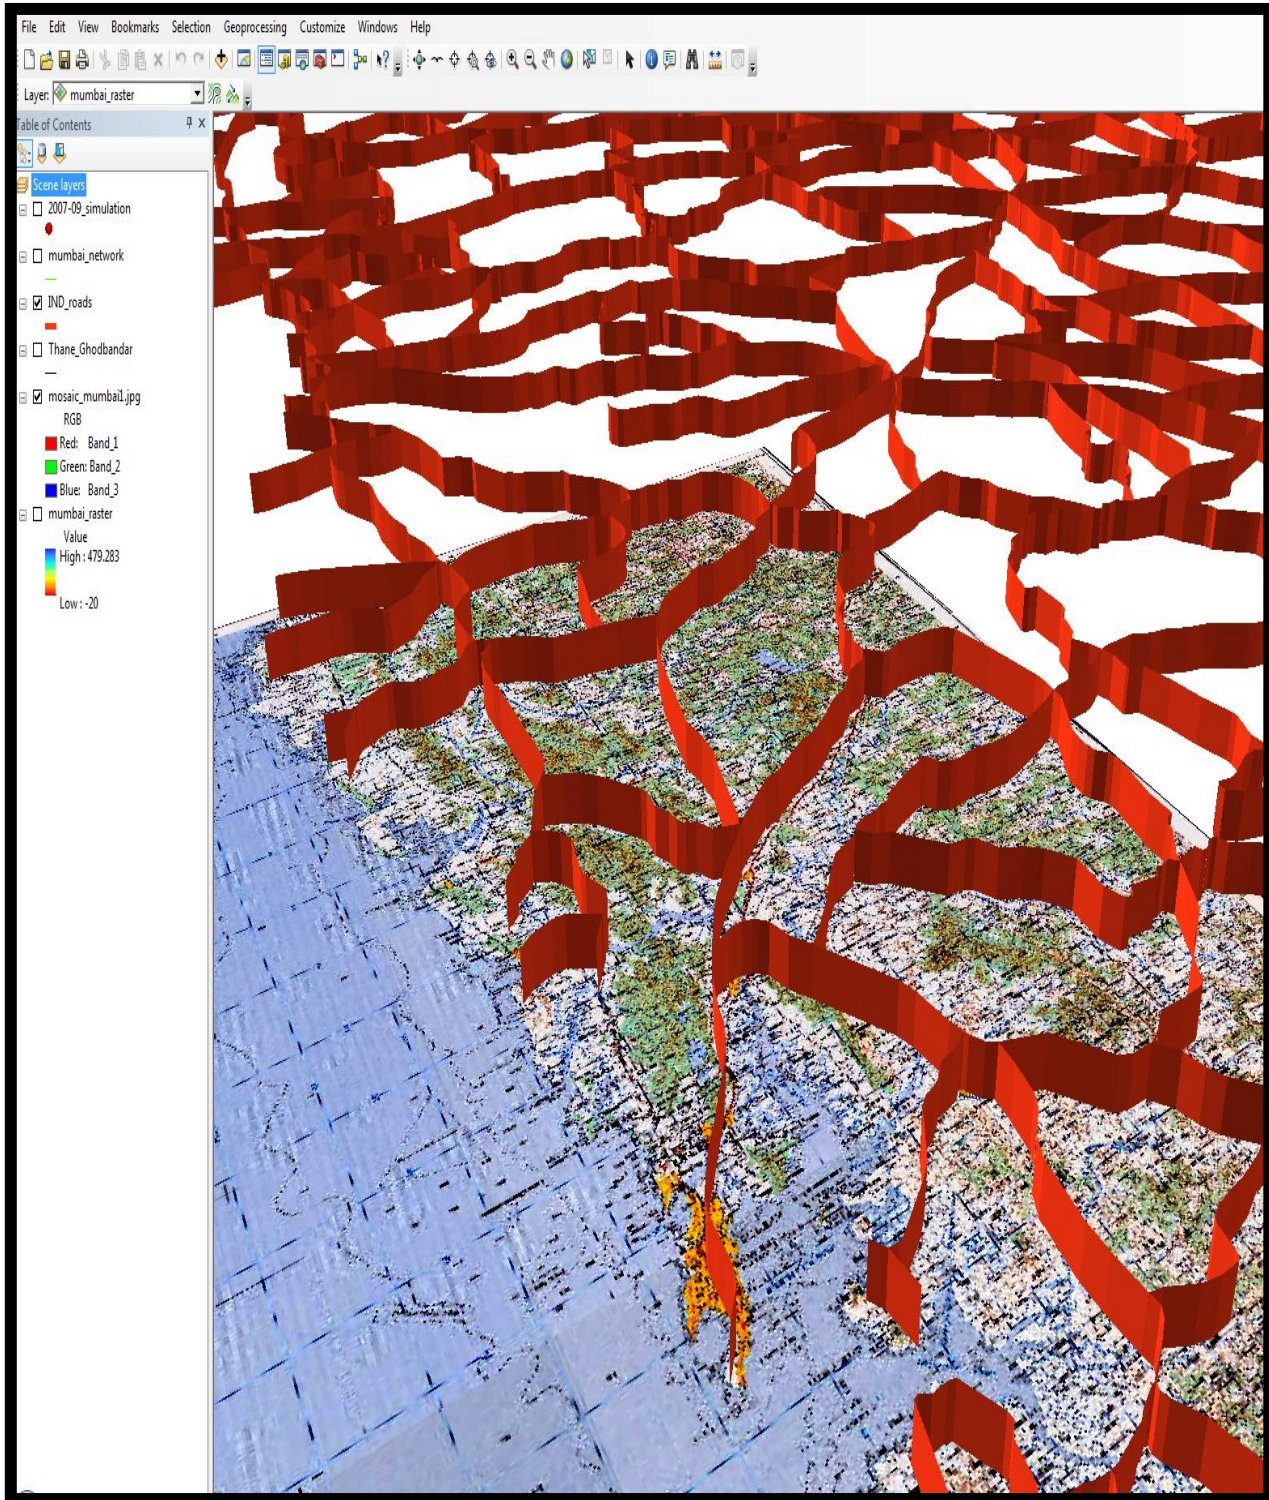 File Edit View Bookmarks Selection Geoprocessing Customize Windows Help
Layer: mumbai_raster
Table of Contents
Scene layers
2007-09_simulation
mumbai_network
IND_roads
Thane_Ghodbandar
mosaic_mumbai1.jpg
RGB
Red: Band_1
Green: Band_2
Blue: Band_3
mumbai_raster
Value
High : 479.283
Low : -20